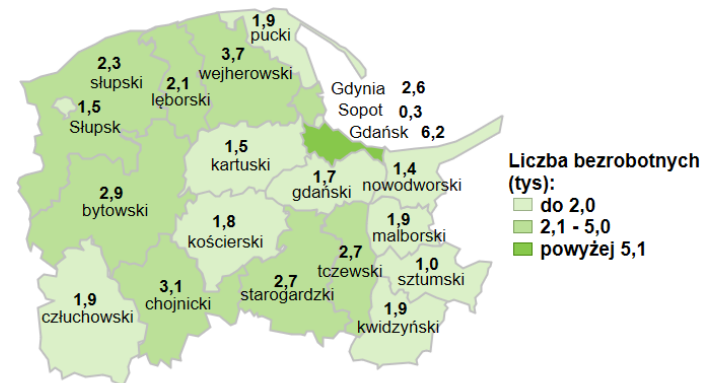 1,9
pucki
2,3
słupski
3,7
wejherowski
2,1
lęborski
1,5
Słupsk
Gdynia 2,6
Sopot 0,3
Gdańsk 6,2
1,5
kartuski
1,7
gdański
1,4
nowodworski
2,9
bytowski
1,8
kościerski
1,9
malborski
2,7
tczewski
1,0
sztumski
3,1
chojnicki
2,7
starogardzki
1,9
człuchowski
1,9
kwidzyński
Liczba bezrobotnych
(tys):
do 2,0
2,1 - 5,0
powyżej 5,1